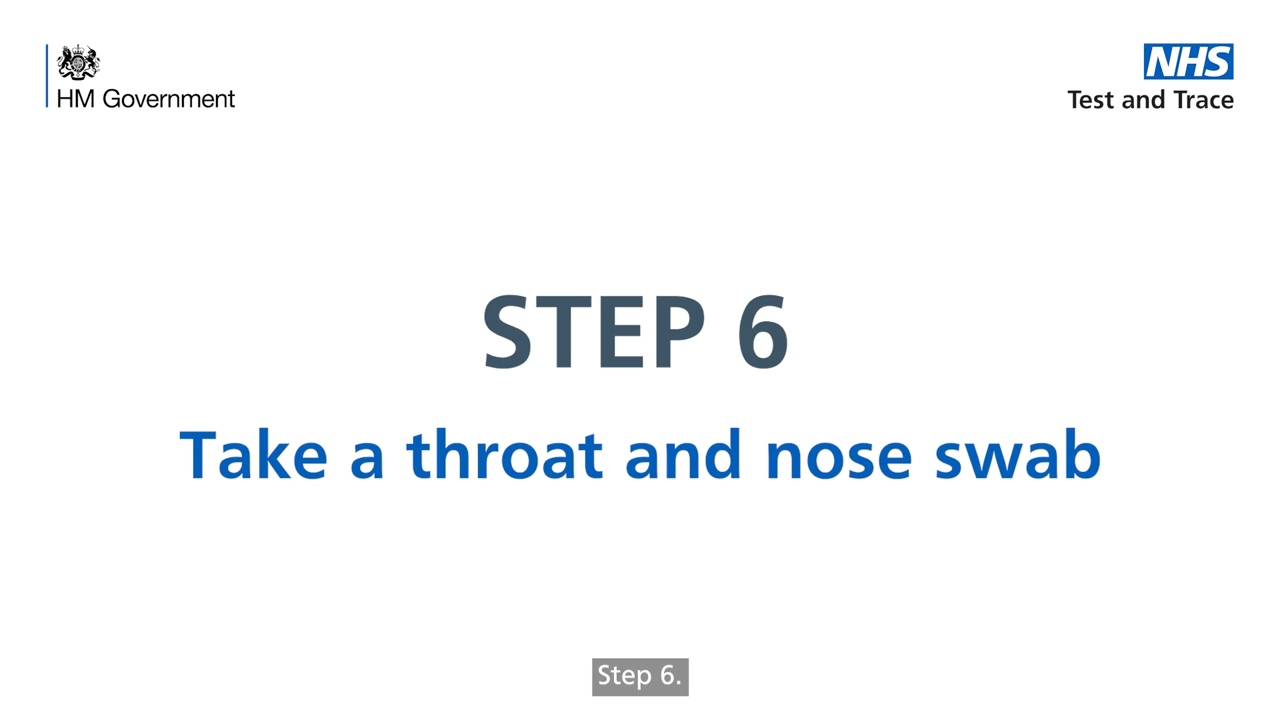 HM Government
NHS
Test and Trace
STEP 6
Take a throat and nose swab
Step 6.